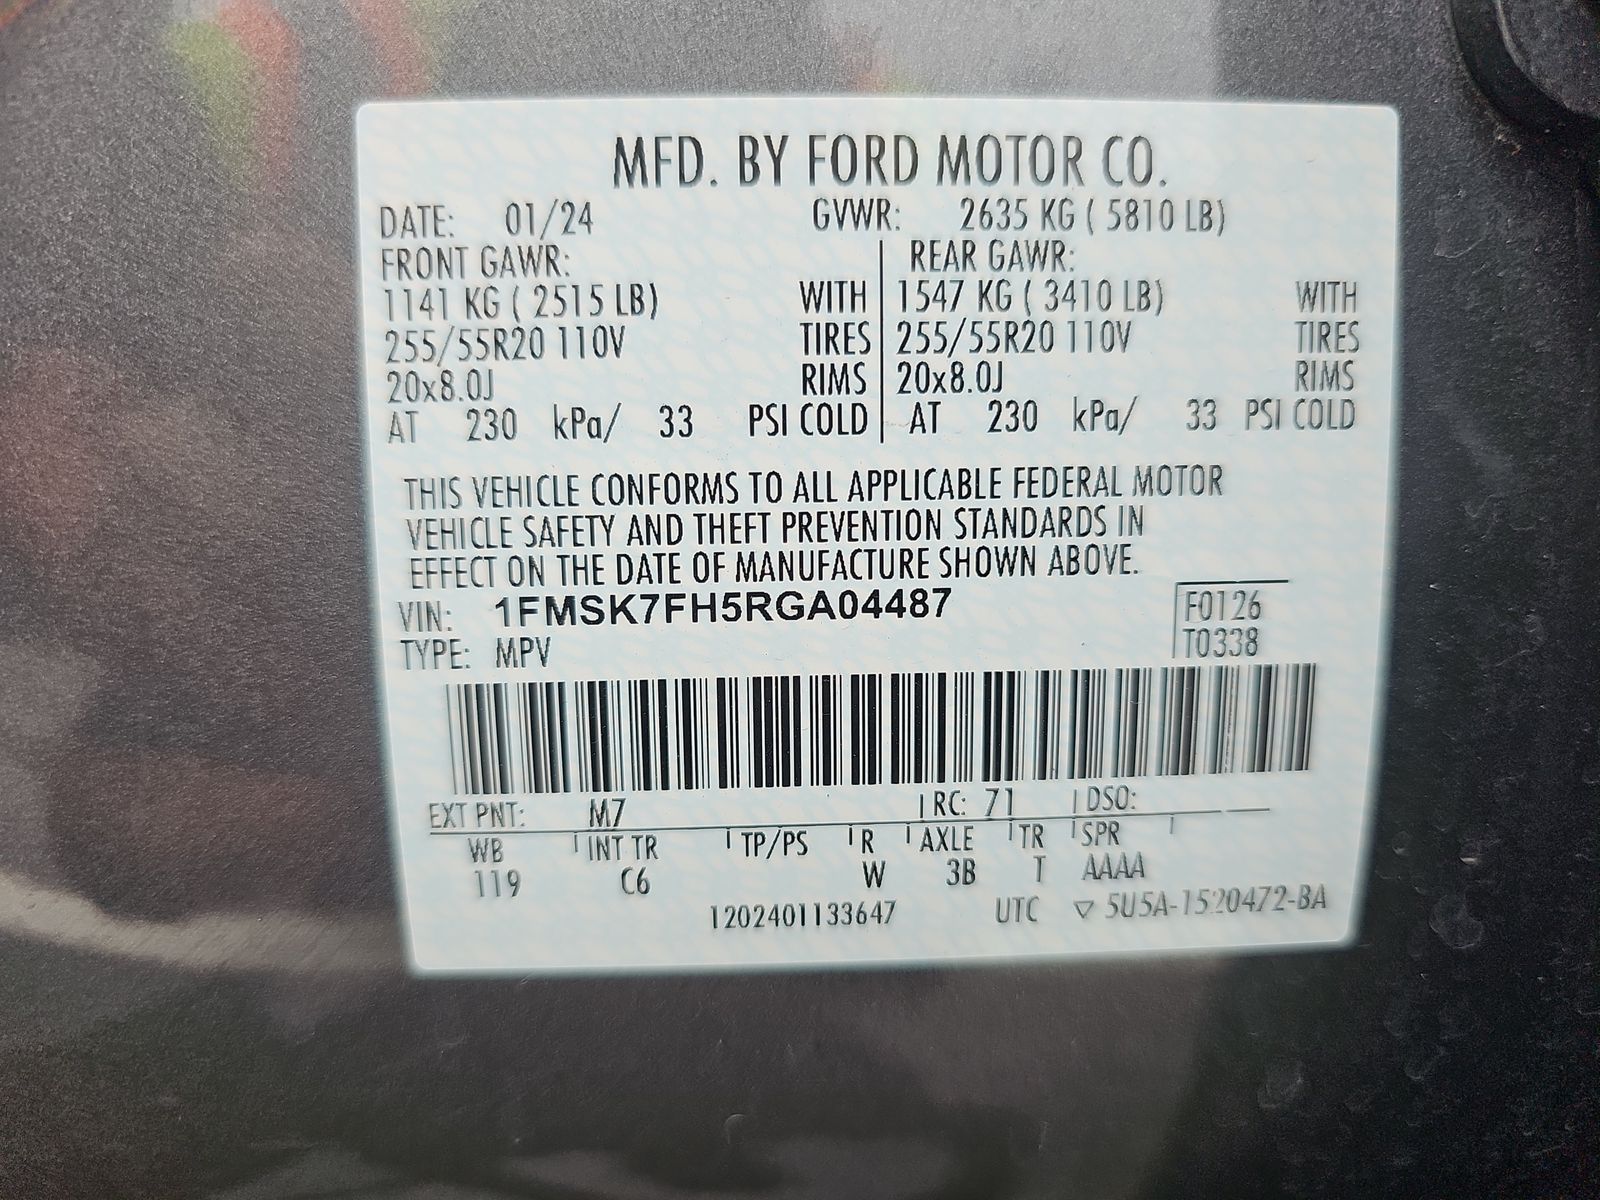 MFD. BY FORD MOTOR CO.
DATE: 01/24 GVWR: 2635 KG ( 5810 LB)
FRONT GAWR: REAR GAWR:
1141 KG ( 2515 LB) WITH 1547 KG ( 3410 LB) WITH
255/55R20 110V TIRES 255/55R20 110V TIRES
20x8.0J RIMS 20x8.0J RIMS
AT 230 kPa/ 33 PSI COLD AT 230 kPa/ 33 PSI COLD
THIS VEHICLE CONFORMS TO ALL APPLICABLE FEDERAL MOTOR
VEHICLE SAFETY AND THEFT PREVENTION STANDARDS IN
EFFECT ON THE DATE OF MANUFACTURE SHOWN ABOVE.
VIN: 1FMSK7FH5RGA04487 F0126
TYPE: MPV T0338
EXT PNT: M7 RC: 71 DSO:
WB INT TR TP/PS R AXLE TR SPR
119 C6 W 3B T AAAA
1202401133647 UTC ▽ 5U5A-1520472-BA